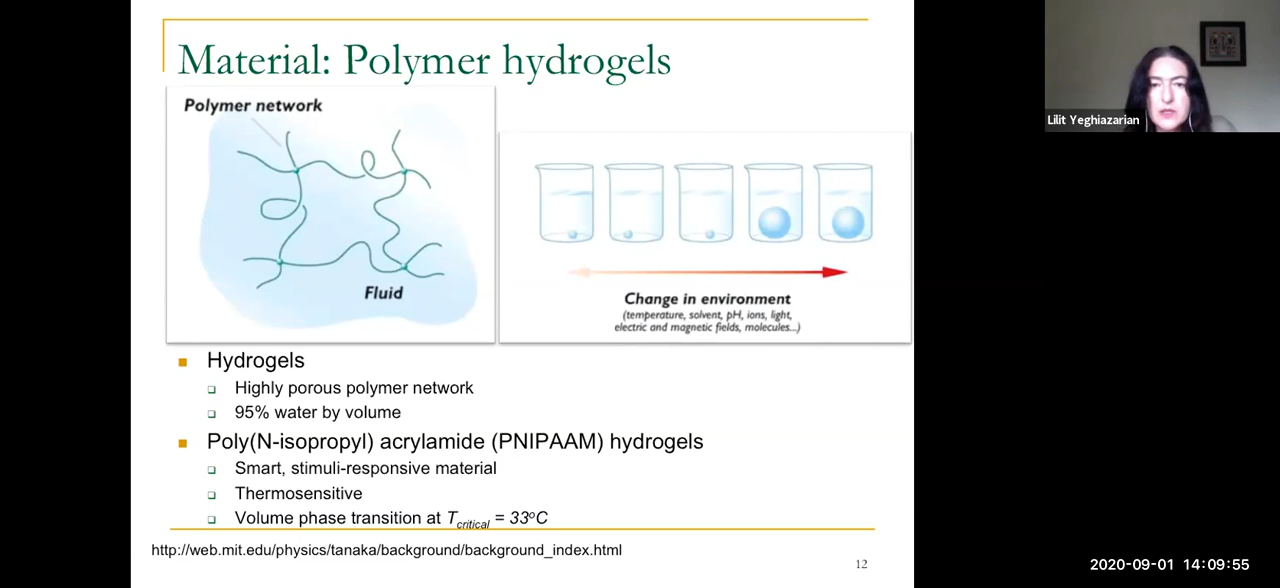 Material: Polymer hydrogels
Polymer network
Fluid
Change in environment
(temperature, solvent, pH, ions, light,
electric and magnetic fields, molecules...)
Hydrogels
Highly porous polymer network
95% water by volume
Poly(N-isopropyl) acrylamide (PNIPAAM) hydrogels
Smart, stimuli-responsive material
Thermosensitive
Volume phase transition at Tcritical = 33oC
http://web.mit.edu/physics/tanaka/background/background_index.html
12
Lilit Yeghiazarian
2020-09-01 14:09:55